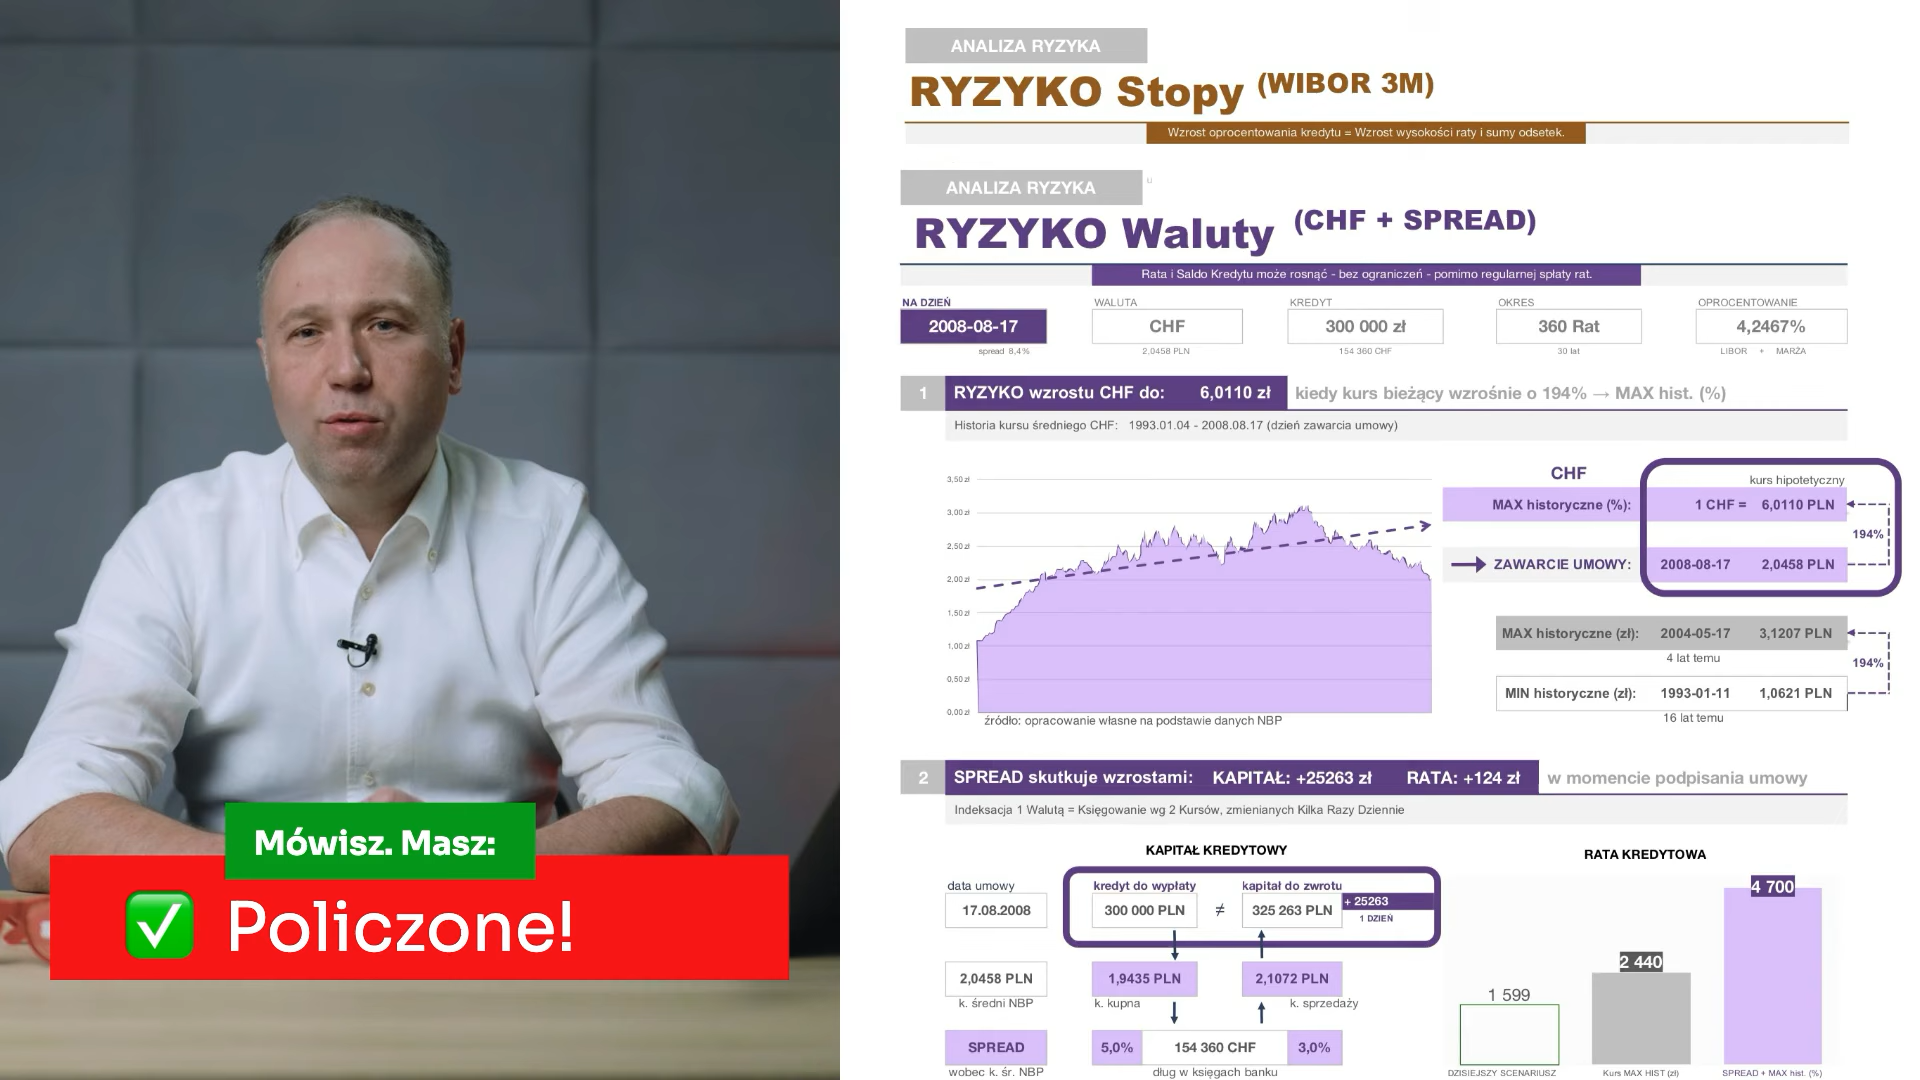 Mówisz. Masz:
✅ Policzone!
ANALIZA RYZYKA
RYZYKO Stopy (WIBOR 3M)
Wzrost oprocentowania kredytu = Wzrost wysokości raty i sumy odsetek.
ANALIZA RYZYKA
RYZYKO Waluty (CHF + SPREAD)
Rata i Saldo Kredytu może rosnąć - bez ograniczeń - pomimo regularnej spłaty rat.
NA DZIEŃ WALUTA KREDYT OKRES OPROCENTOWANIE
2008-08-17 CHF 300 000 zł 360 Rat 4,2467%
spread 8,4% 2,0458 PLN 154 360 CHF 30 lat LIBOR + MARŻA
1 RYZYKO wzrostu CHF do: 6,0110 zł kiedy kurs bieżący wzrośnie o 194% → MAX hist. (%)
Historia kursu średniego CHF: 1993.01.04 - 2008.08.17 (dzień zawarcia umowy)
3,50 zł
3,00 zł
2,50 zł
2,00 zł
1,50 zł
1,00 zł
0,50 zł
0,00 zł
źródło: opracowanie własne na podstawie danych NBP
CHF kurs hipotetyczny
MAX historyczne (%): 1 CHF = 6,0110 PLN
194%
ZAWARCIE UMOWY: 2008-08-17 2,0458 PLN
MAX historyczne (zł): 2004-05-17 3,1207 PLN
4 lat temu
194%
MIN historyczne (zł): 1993-01-11 1,0621 PLN
16 lat temu
2 SPREAD skutkuje wzrostami: KAPITAŁ: +25263 zł RATA: +124 zł w momencie podpisania umowy
Indeksacja 1 Walutą = Księgowanie wg 2 Kursów, zmienianych Kilka Razy Dziennie
KAPITAŁ KREDYTOWY
data umowy kredyt do wypłaty kapitał do zwrotu
17.08.2008 300 000 PLN ≠ 325 263 PLN + 25263
1 DZIEŃ
2,0458 PLN 1,9435 PLN 2,1072 PLN
k. średni NBP k. kupna k. sprzedaży
SPREAD 5,0% 154 360 CHF 3,0%
wobec k. śr. NBP dług w księgach banku
RATA KREDYTOWA
4 700
2 440
1 599
DZISIEJSZY SCENARIUSZ Kurs MAX HIST (zł) SPREAD + MAX hist. (%)